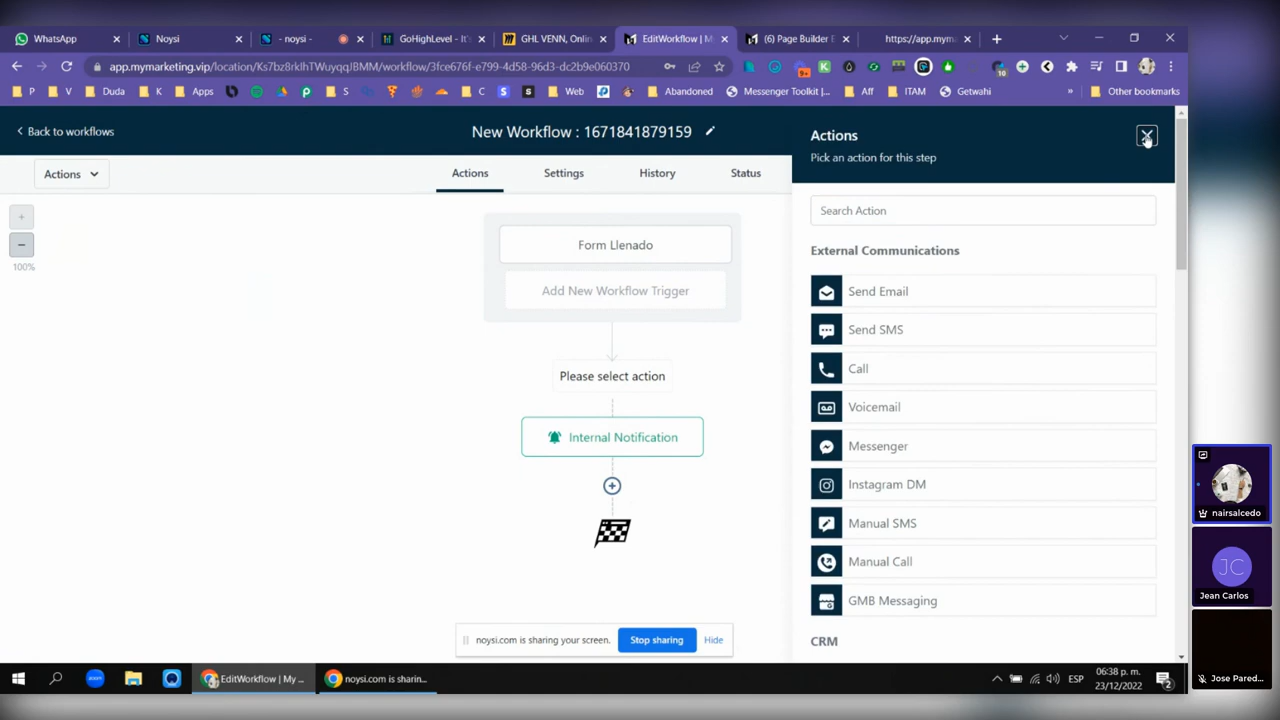 WhatsApp
Noysi
- noysi -
GoHighLevel - It's
GHL VENN, Onlin
EditWorkflow | M
(6) Page Builder E
https://app.mym
app.mymarketing.vip/location/Ks7bz8rklhTWuyqqJBMM/workflow/3fce676f-e799-4d58-96d3-dc2b9e060370
9+
10
P
V
Duda
K
Apps
S
Web
Abandoned
C
Messenger Toolkit |...
Aff
ITAM
Getwahi
»
Other bookmarks
Back to workflows
New Workflow : 1671841879159
Actions
Pick an action for this step
Actions
Actions
Settings
History
Status
100%
Search Action
External Communications
Send Email
Send SMS
Call
Voicemail
Messenger
Instagram DM
Manual SMS
Manual Call
GMB Messaging
CRM
Form Llenado
Add New Workflow Trigger
Please select action
Internal Notification
noysi.com is sharing your screen.
Stop sharing
Hide
EditWorkflow | My ...
noysi.com is sharin...
ESP
06:38 p. m.
23/12/2022
2
nairsalcedo
JC
Jean Carlos
Jose Pared...